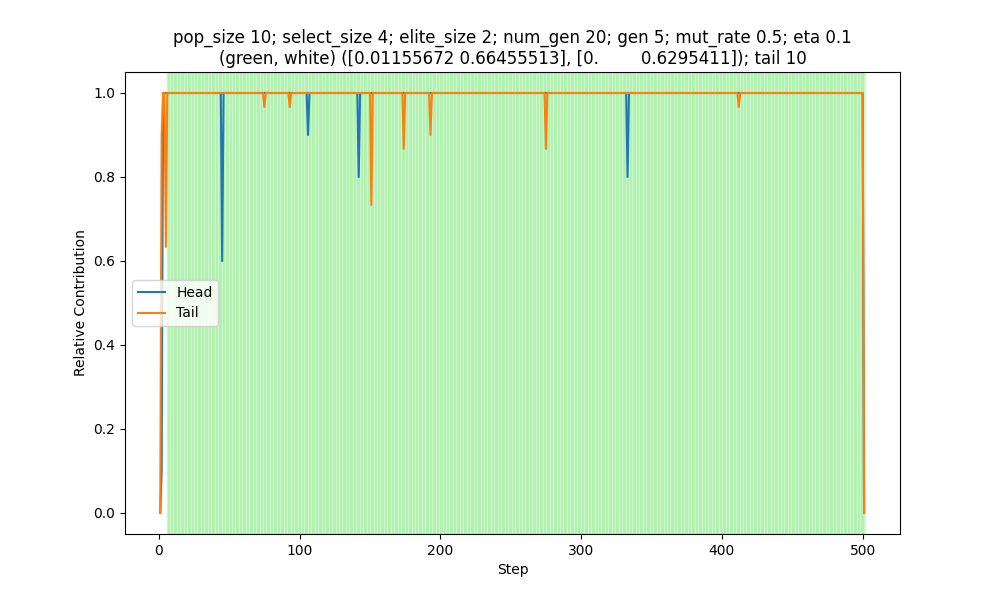 pop_size 10; select_size 4; elite_size 2; num_gen 20; gen 5; mut_rate 0.5; eta 0.1
(green, white) ([0.01155672 0.66455513], [0.        0.6295411]); tail 10
1.0
0.8
0.6
0.4
0.2
0.0
Relative Contribution
Head
Tail
0 100 200 300 400 500
Step